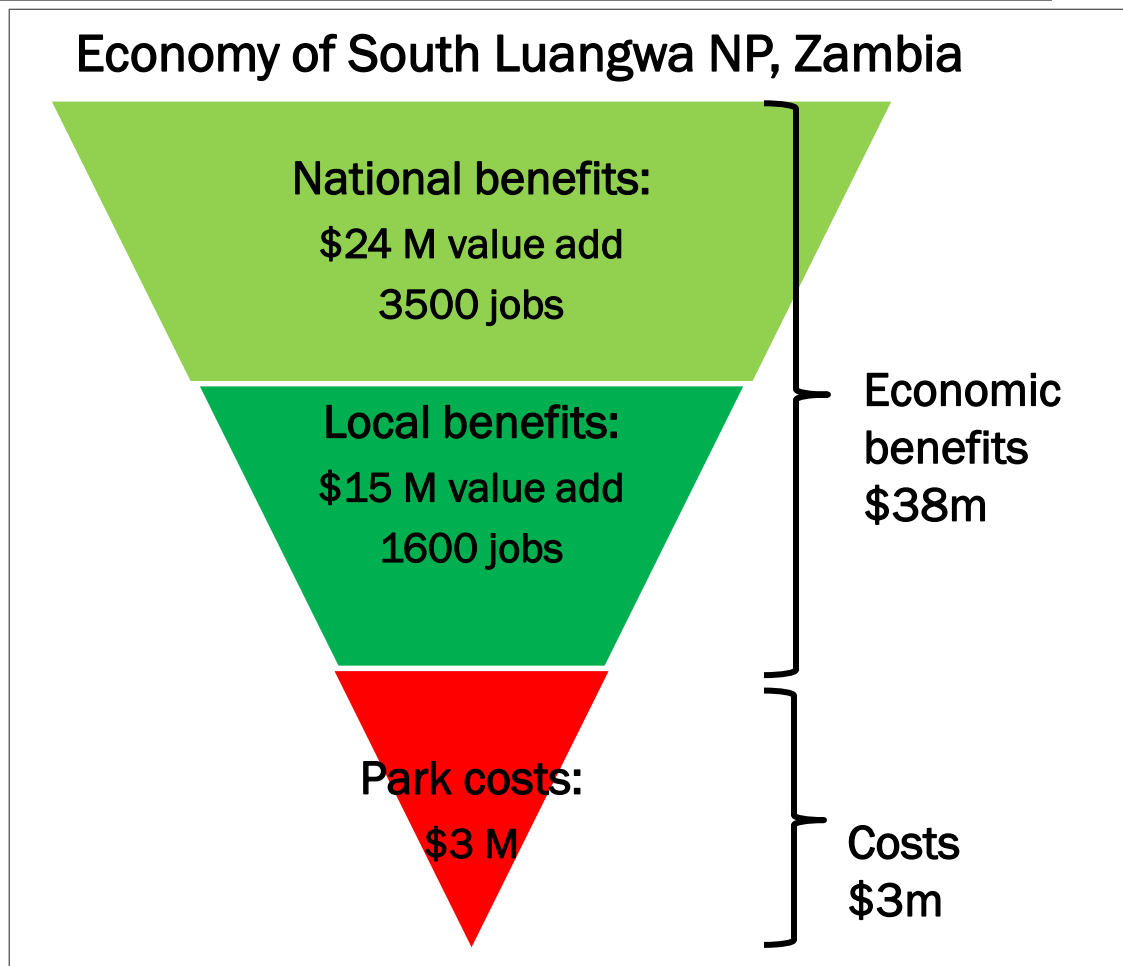 Economy of South Luangwa NP, Zambia
National benefits:
$24 M value add
3500 jobs
Local benefits:
$15 M value add
1600 jobs
Economic
benefits
$38m
Park costs:
$3 M
Costs
$3m